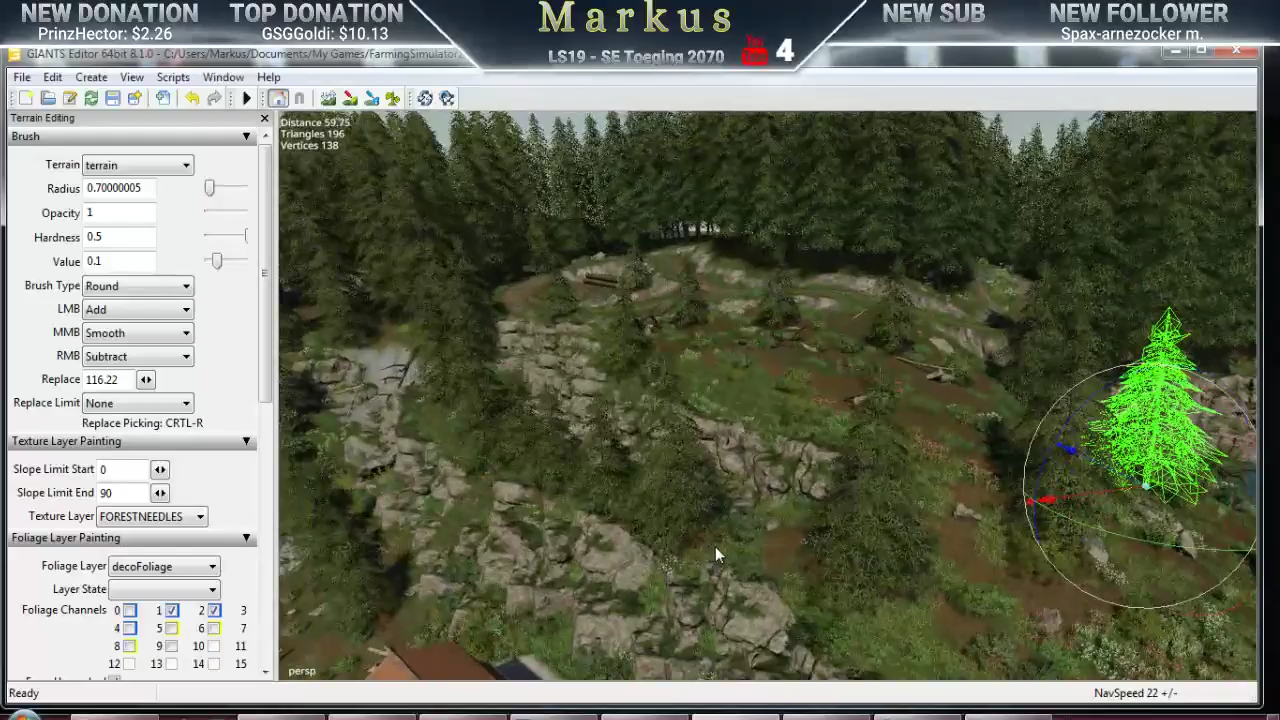 NEW DONATION
PrinzHector: $2.26
TOP DONATION
GSGGoldi: $10.13
Markus
LS19 - SE Toeging 2070
You Tube
4
NEW SUB
NEW FOLLOWER
Spax-arnezocker m.
GIANTS Editor 64bit 8.1.0 - C:/Users/Markus/Documents/My Games/FarmingSimulator
File Edit Create View Scripts Window Help
Terrain Editing
Brush
Terrain terrain
Radius 0.70000005
Opacity 1
Hardness 0.5
Value 0.1
Brush Type Round
LMB Add
MMB Smooth
RMB Subtract
Replace 116.22
Replace Limit None
Replace Picking: CRTL-R
Texture Layer Painting
Slope Limit Start 0
Slope Limit End 90
Texture Layer FORESTNEEDLES
Foliage Layer Painting
Foliage Layer decoFoliage
Layer State
Foliage Channels 0 1 2 3
4 5 6 7
8 9 10 11
12 13 14 15
Distance 59.75
Triangles 196
Vertices 138
persp
Ready
NavSpeed 22 +/-